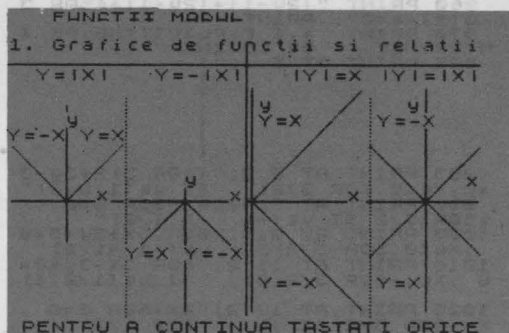 FUNCTII MODUL
1. Grafice de functii si relatii
Y=|X| Y=-|X| |Y|=X |Y|=|X|
y y
y Y=X Y=-X
Y=-X Y=X
X y X X X
Y=X Y=-X
Y=-X Y=X
PENTRU A CONTINUA TASTATI ORICE